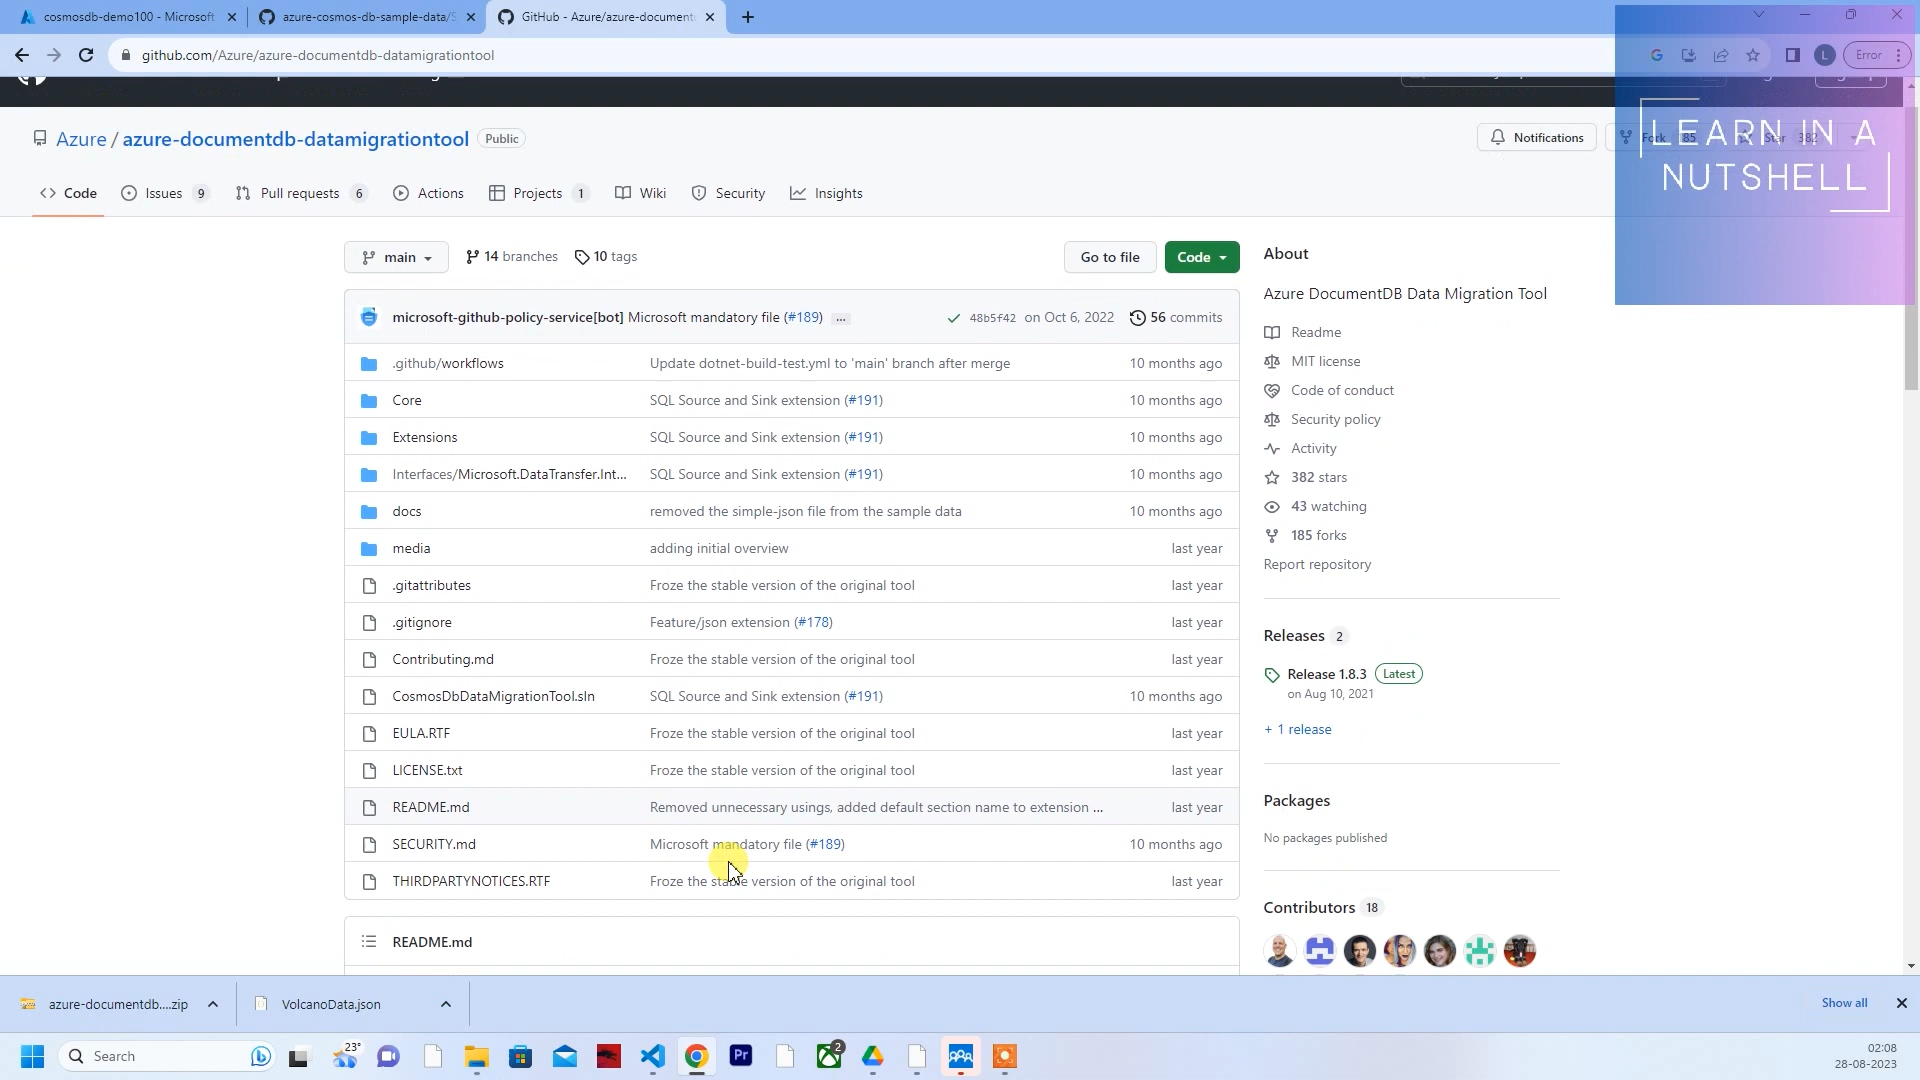 cosmosdb-demo100 - Microsoft
azure-cosmos-db-sample-data/S
GitHub - Azure/azure-document
github.com/Azure/azure-documentdb-datamigrationtool
L
Error
LEARN IN A
NUTSHELL
Azure / azure-documentdb-datamigrationtool Public
Notifications
Fork 185
Star 382
Code
Issues 9
Pull requests 6
Actions
Projects 1
Wiki
Security
Insights
main
14 branches
10 tags
Go to file
Code
microsoft-github-policy-service[bot] Microsoft mandatory file (#189) ...
48b5f42 on Oct 6, 2022
56 commits
.github/workflows Update dotnet-build-test.yml to 'main' branch after merge 10 months ago
Core SQL Source and Sink extension (#191) 10 months ago
Extensions SQL Source and Sink extension (#191) 10 months ago
Interfaces/Microsoft.DataTransfer.Int... SQL Source and Sink extension (#191) 10 months ago
docs removed the simple-json file from the sample data 10 months ago
media adding initial overview last year
.gitattributes Froze the stable version of the original tool last year
.gitignore Feature/json extension (#178) last year
Contributing.md Froze the stable version of the original tool last year
CosmosDbDataMigrationTool.sln SQL Source and Sink extension (#191) 10 months ago
EULA.RTF Froze the stable version of the original tool last year
LICENSE.txt Froze the stable version of the original tool last year
README.md Removed unnecessary usings, added default section name to extension ... last year
SECURITY.md Microsoft mandatory file (#189) 10 months ago
THIRDPARTYNOTICES.RTF Froze the stable version of the original tool last year
README.md
About
Azure DocumentDB Data Migration Tool
Readme
MIT license
Code of conduct
Security policy
Activity
382 stars
43 watching
185 forks
Report repository
Releases 2
Release 1.8.3 Latest
on Aug 10, 2021
+ 1 release
Packages
No packages published
Contributors 18
azure-documentdb....zip
VolcanoData.json
Show all
Search
23°
Pr
2
02:08
28-08-2023